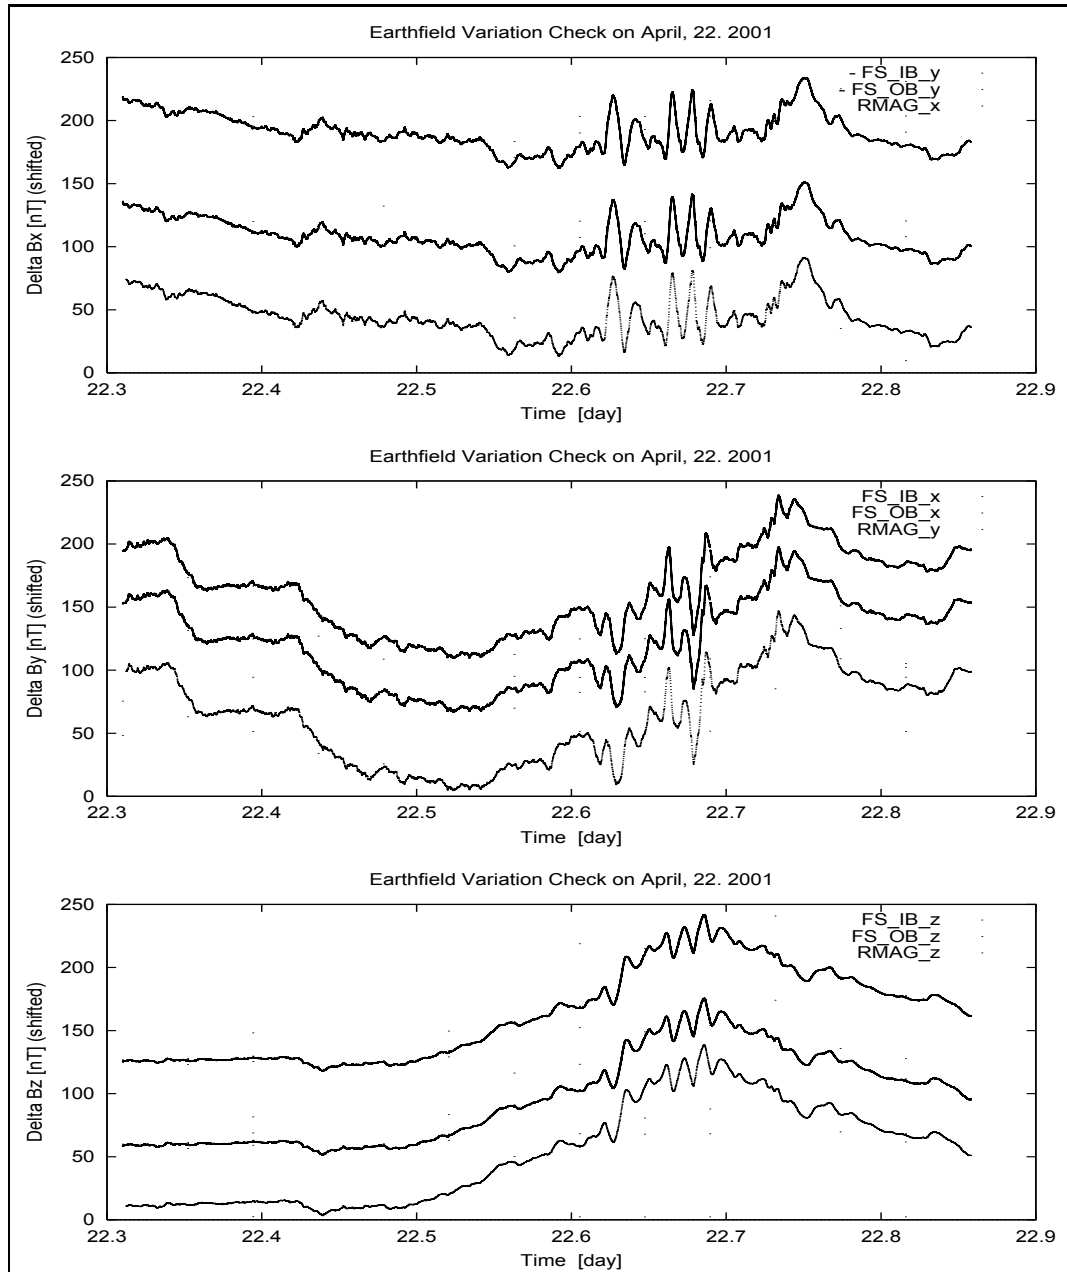 Earthfield Variation Check on April, 22. 2001
- FS_IB_y
- FS_OB_y
RMAG_x
250
200
150
100
50
0
Delta Bx [nT] (shifted)
22.3 22.4 22.5 22.6 22.7 22.8 22.9
Time [day]
Earthfield Variation Check on April, 22. 2001
FS_IB_x
FS_OB_x
RMAG_y
250
200
150
100
50
0
Delta By [nT] (shifted)
22.3 22.4 22.5 22.6 22.7 22.8 22.9
Time [day]
Earthfield Variation Check on April, 22. 2001
FS_IB_z
FS_OB_z
RMAG_z
250
200
150
100
50
0
Delta Bz [nT] (shifted)
22.3 22.4 22.5 22.6 22.7 22.8 22.9
Time [day]